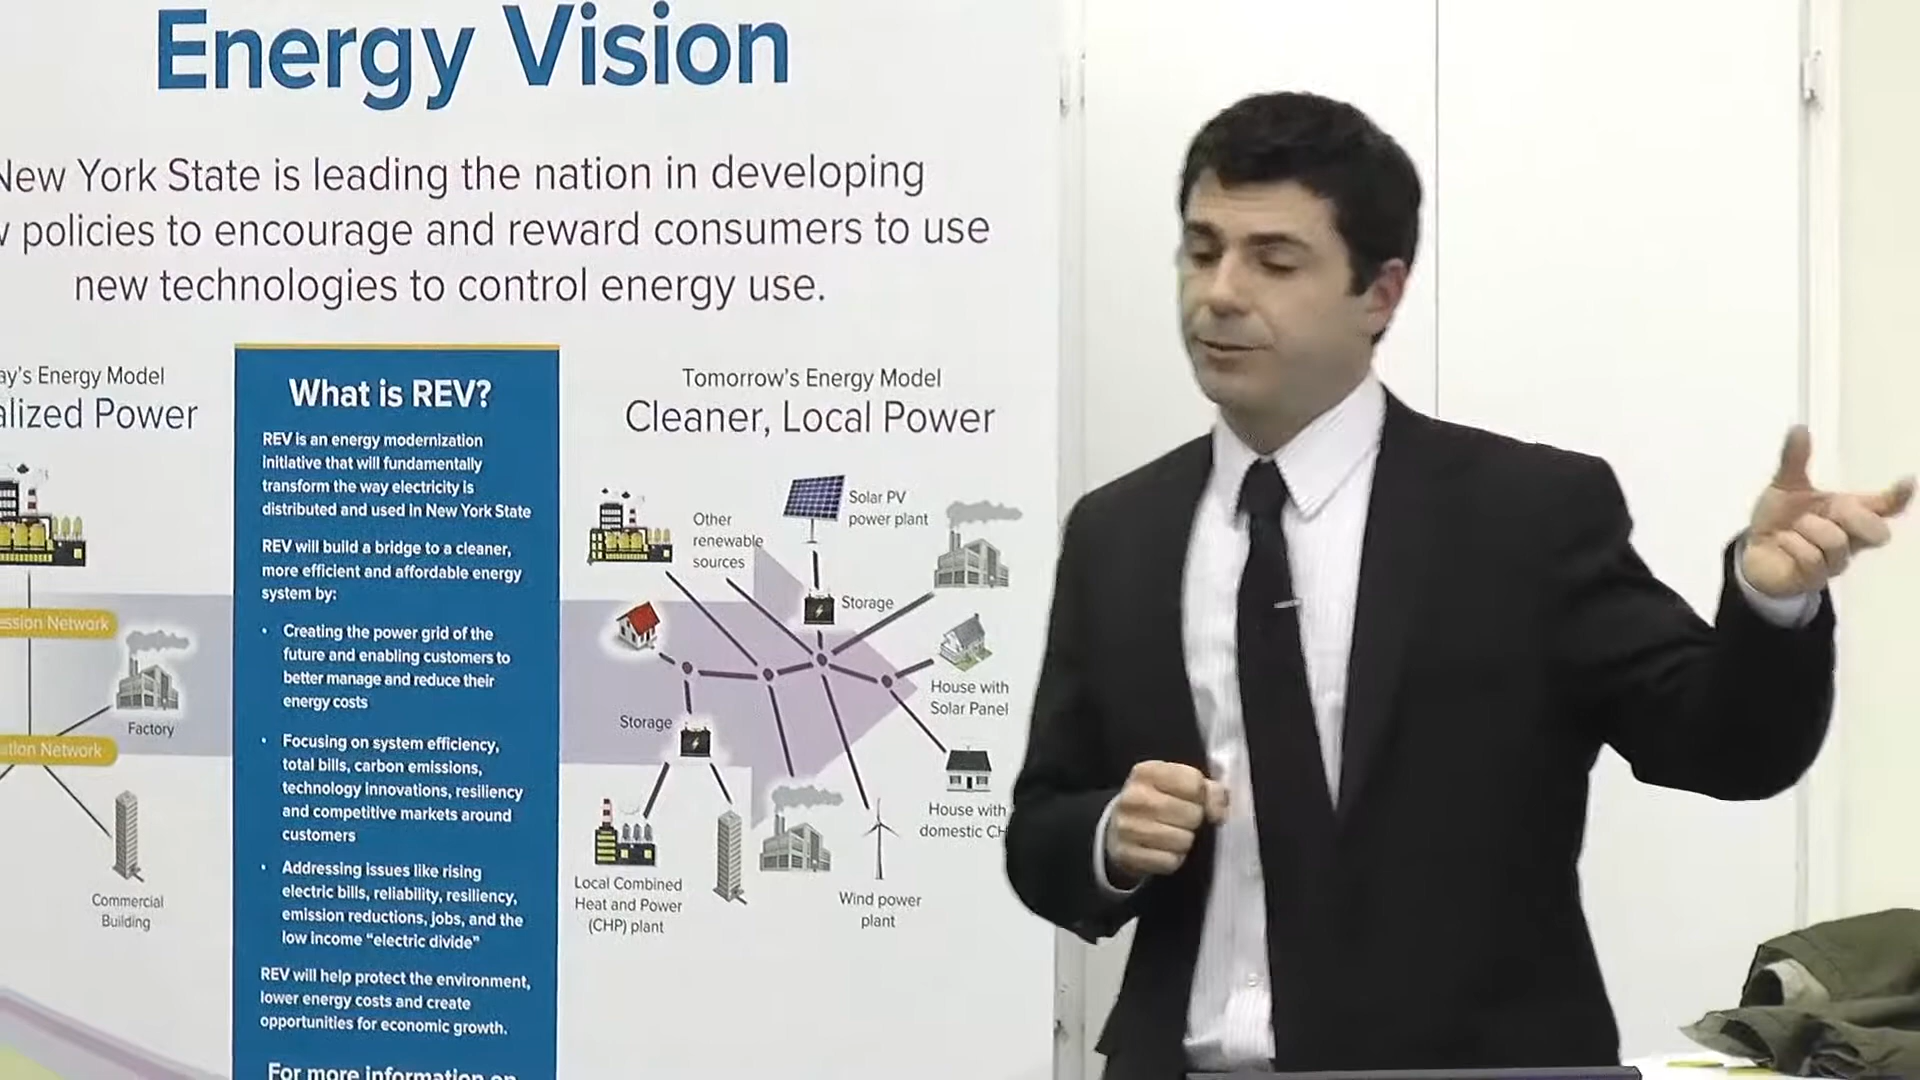 Energy Vision
New York State is leading the nation in developing
policies to encourage and reward consumers to use
new technologies to control energy use.
Energy Model
Power
ssion Network
Factory
ution Network
Commercial
Building
What is REV?
REV is an energy modernization
initiative that will fundamentally
transform the way electricity is
distributed and used in New York State
REV will build a bridge to a cleaner,
more efficient and affordable energy
system by:
• Creating the power grid of the
future and enabling customers to
better manage and reduce their
energy costs
• Focusing on system efficiency,
total bills, carbon emissions,
technology innovations, resiliency
and competitive markets around
customers
• Addressing issues like rising
electric bills, reliability, resiliency,
emission reductions, jobs, and the
low income “electric divide”
REV will help protect the environment,
lower energy costs and create
opportunities for economic growth.
For more information on
Tomorrow's Energy Model
Cleaner, Local Power
Other
renewable
sources
Solar PV
power plant
Storage
House with
Solar Panel
Storage
House with
domestic CH
Local Combined
Heat and Power
(CHP) plant
Wind power
plant